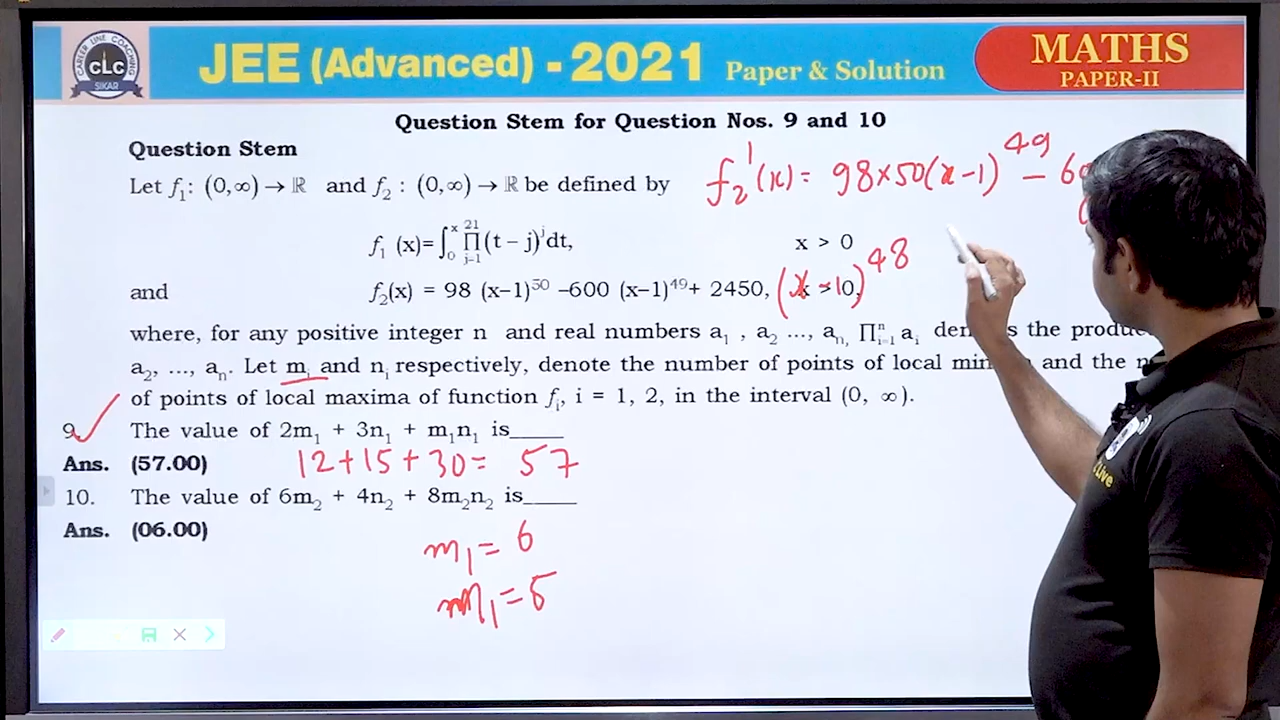 CAREER LINE COACHING
CLC
SIKAR
JEE (Advanced) - 2021 Paper & Solution
MATHS
PAPER-II
Question Stem for Question Nos. 9 and 10
Question Stem
Let f₁ : (0, ∞) → ℝ and f₂ : (0, ∞) → ℝ be defined by
f₂'(x) = 98×50(x-1)⁴⁹ - 60
f₁ (x)= ∫₀ˣ ∏ⱼ₌₁²¹ (t – j)ʲdt, x > 0
and f₂(x) = 98 (x–1)⁵⁰ –600 (x–1)⁴⁹+ 2450, x > 0,
(x-1)⁴⁸
where, for any positive integer n and real numbers a₁ , a₂ ..., aₙ, ∏ⁿᵢ₌₁ aᵢ the
a₂, ..., aₙ. Let mᵢ and nᵢ respectively, denote the number of points of local and the
of points of local maxima of function fᵢ, i = 1, 2, in the interval (0, ∞).
9. The value of 2m₁ + 3n₁ + m₁n₁ is____
Ans. (57.00) 12+15+30= 57
10. The value of 6m₂ + 4n₂ + 8m₂n₂ is____
Ans. (06.00)
m₁ = 6
₁ = 5
Live